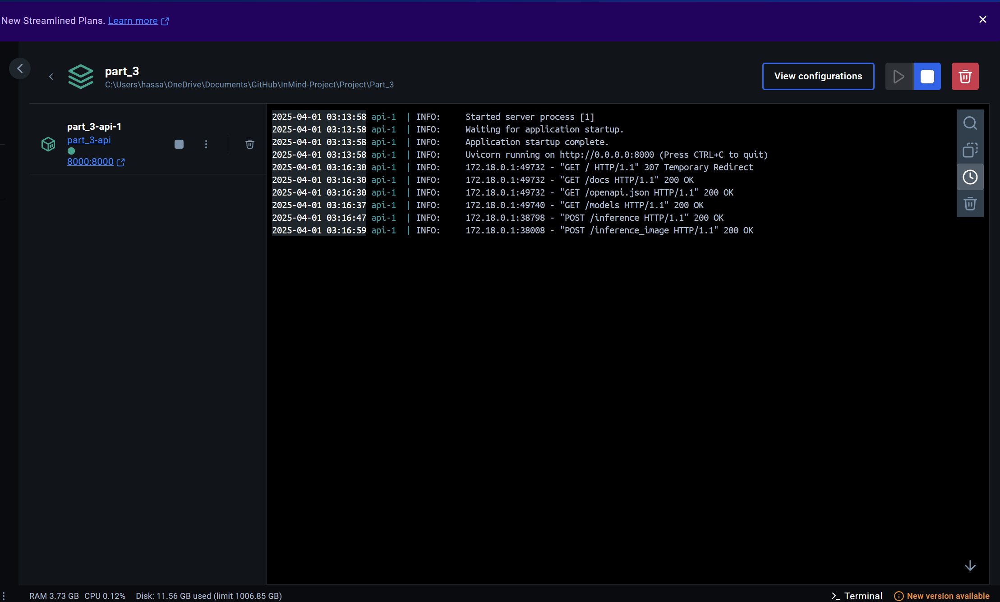 New Streamlined Plans. Learn more
part_3
C:\Users\hassa\OneDrive\Documents\GitHub\InMind-Project\Project\Part_3
View configurations
part_3-api-1
part_3-api
8000:8000
2025-04-01 03:13:58 api-1 | INFO: Started server process [1]
2025-04-01 03:13:58 api-1 | INFO: Waiting for application startup.
2025-04-01 03:13:58 api-1 | INFO: Application startup complete.
2025-04-01 03:13:58 api-1 | INFO: Uvicorn running on http://0.0.0.0:8000 (Press CTRL+C to quit)
2025-04-01 03:16:30 api-1 | INFO: 172.18.0.1:49732 - "GET / HTTP/1.1" 307 Temporary Redirect
2025-04-01 03:16:30 api-1 | INFO: 172.18.0.1:49732 - "GET /docs HTTP/1.1" 200 OK
2025-04-01 03:16:30 api-1 | INFO: 172.18.0.1:49732 - "GET /openapi.json HTTP/1.1" 200 OK
2025-04-01 03:16:37 api-1 | INFO: 172.18.0.1:49740 - "GET /models HTTP/1.1" 200 OK
2025-04-01 03:16:47 api-1 | INFO: 172.18.0.1:38798 - "POST /inference HTTP/1.1" 200 OK
2025-04-01 03:16:59 api-1 | INFO: 172.18.0.1:38008 - "POST /inference_image HTTP/1.1" 200 OK
RAM 3.73 GB CPU 0.12% Disk: 11.56 GB used (limit 1006.85 GB)
Terminal
New version available